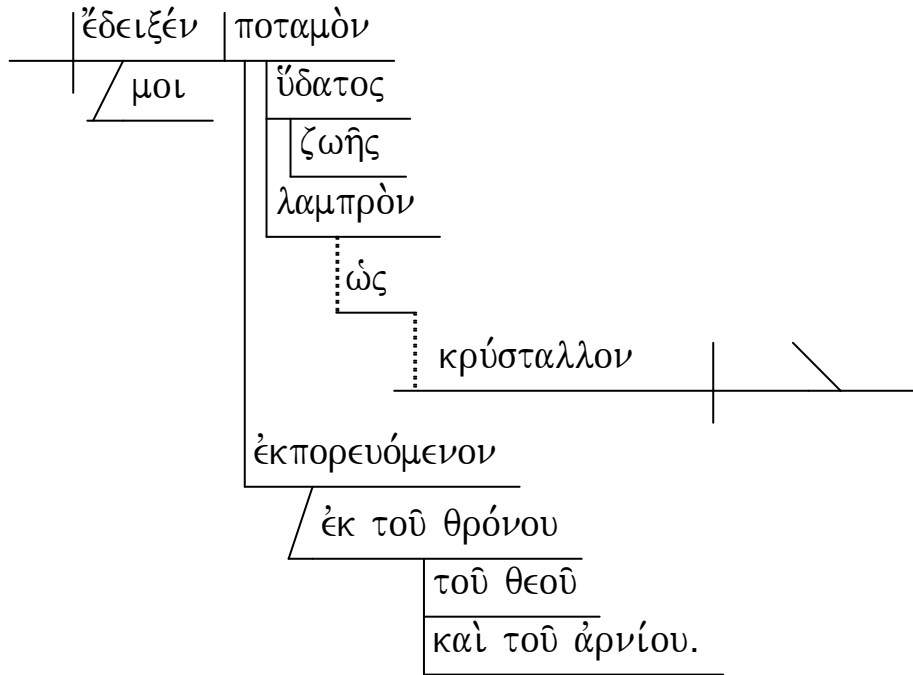 ἔδειξέν ποταμὸν
μοι ὕδατος
ζωῆς
λαμπρὸν
ὡς
κρύσταλλον
ἐκπορευόμενον
ἐκ τοῦ θρόνου
τοῦ θεοῦ
καὶ τοῦ ἀρνίου.